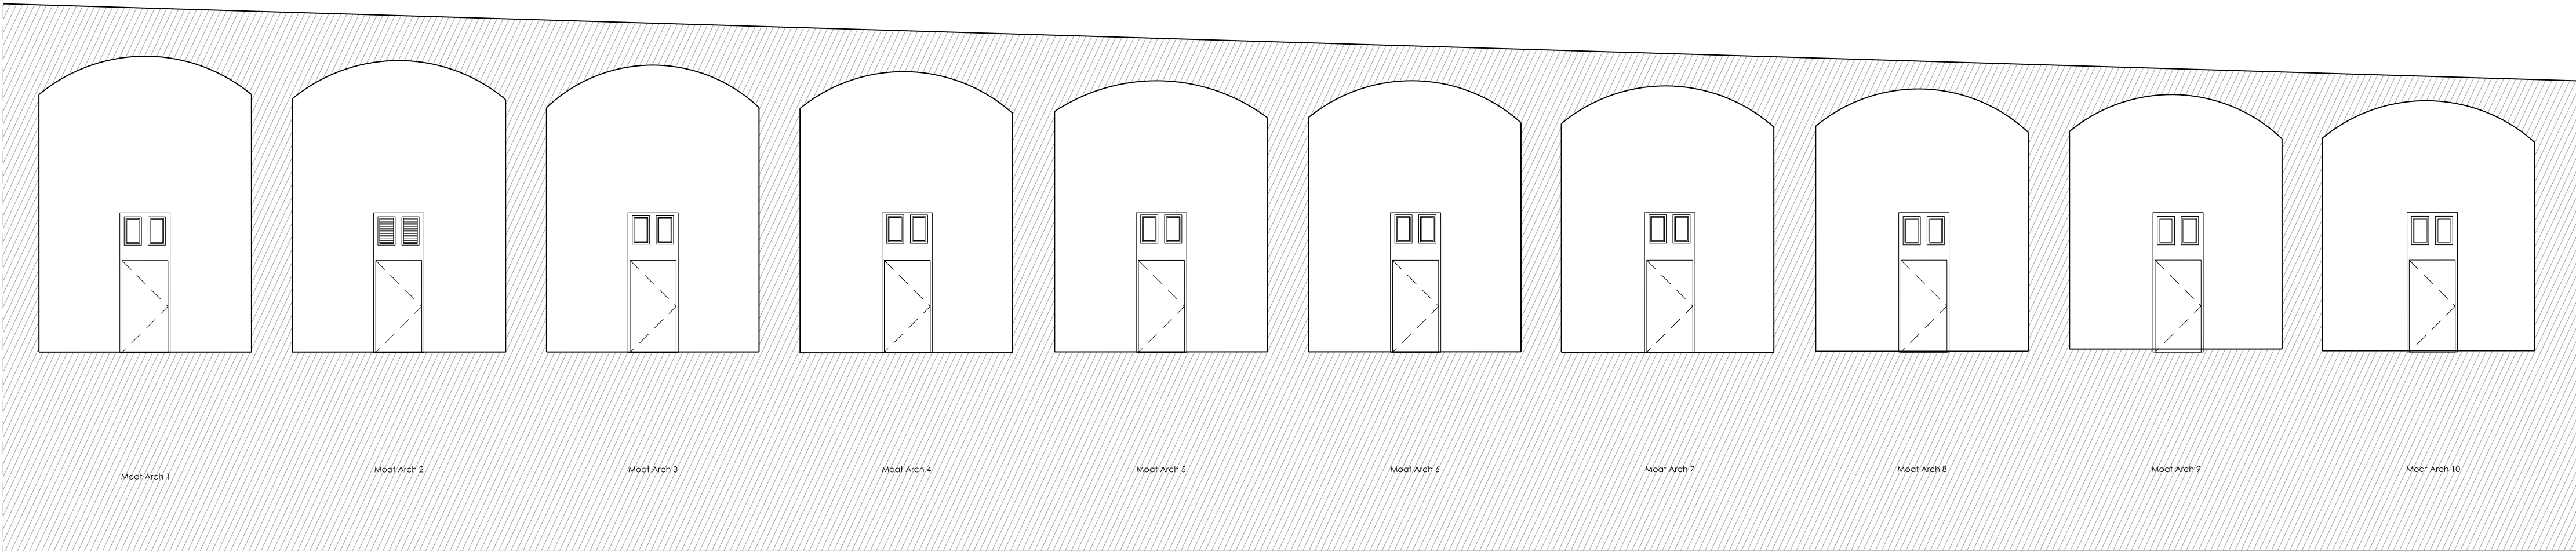 Moat Arch 1
Moat Arch 2
Moat Arch 3
Moat Arch 4
Moat Arch 5
Moat Arch 6
Moat Arch 7
Moat Arch 8
Moat Arch 9
Moat Arch 10